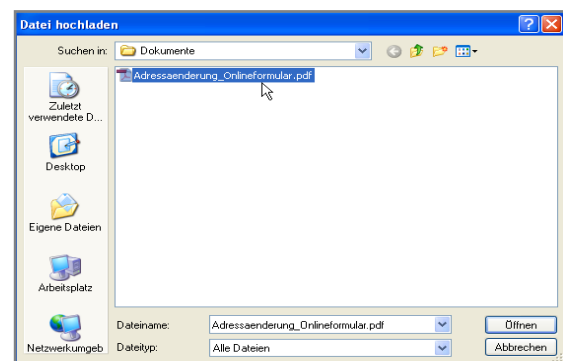 Datei hochladen
Suchen in:
Dokumente
Adressaenderung_Onlineformular.pdf
Zuletzt
verwendete D...
Desktop
Eigene Dateien
Arbeitsplatz
Netzwerkumgeb
Dateiname:
Adressaenderung_Onlineformular.pdf
Öffnen
Dateityp:
Alle Dateien
Abbrechen